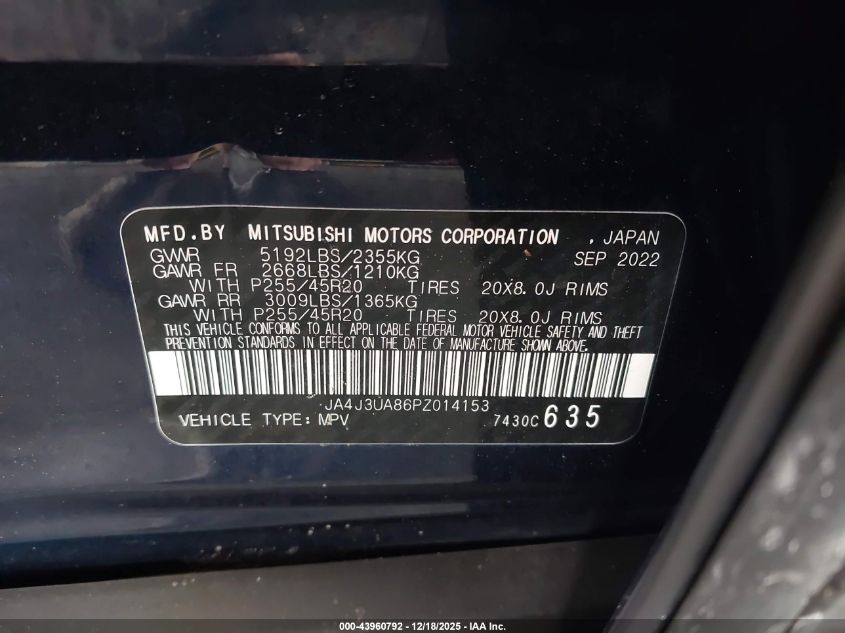 MFD.BY MITSUBISHI MOTORS CORPORATION , JAPAN
GVWR 5192LBS/2355KG SEP 2022
GAWR FR 2668LBS/1210KG
WITH P255/45R20 TIRES 20X8.0J RIMS
GAWR RR 3009LBS/1365KG
WITH P255/45R20 TIRES 20X8.0J RIMS
THIS VEHICLE CONFORMS TO ALL APPLICABLE FEDERAL MOTOR VEHICLE SAFETY AND THEFT
PREVENTION STANDARDS IN EFFECT ON THE DATE OF MANUFACTURE SHOWN ABOVE.
JA4J3UA86PZ014153
VEHICLE TYPE: MPV 7430C 635
000-43960792 - 12/18/2025 - IAA Inc.